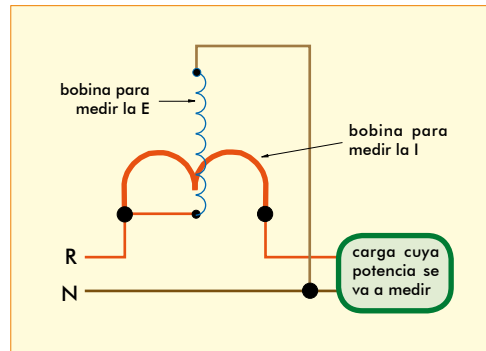 bobina para
medir la E
bobina para
medir la I
R
N
carga cuya
potencia se
va a medir